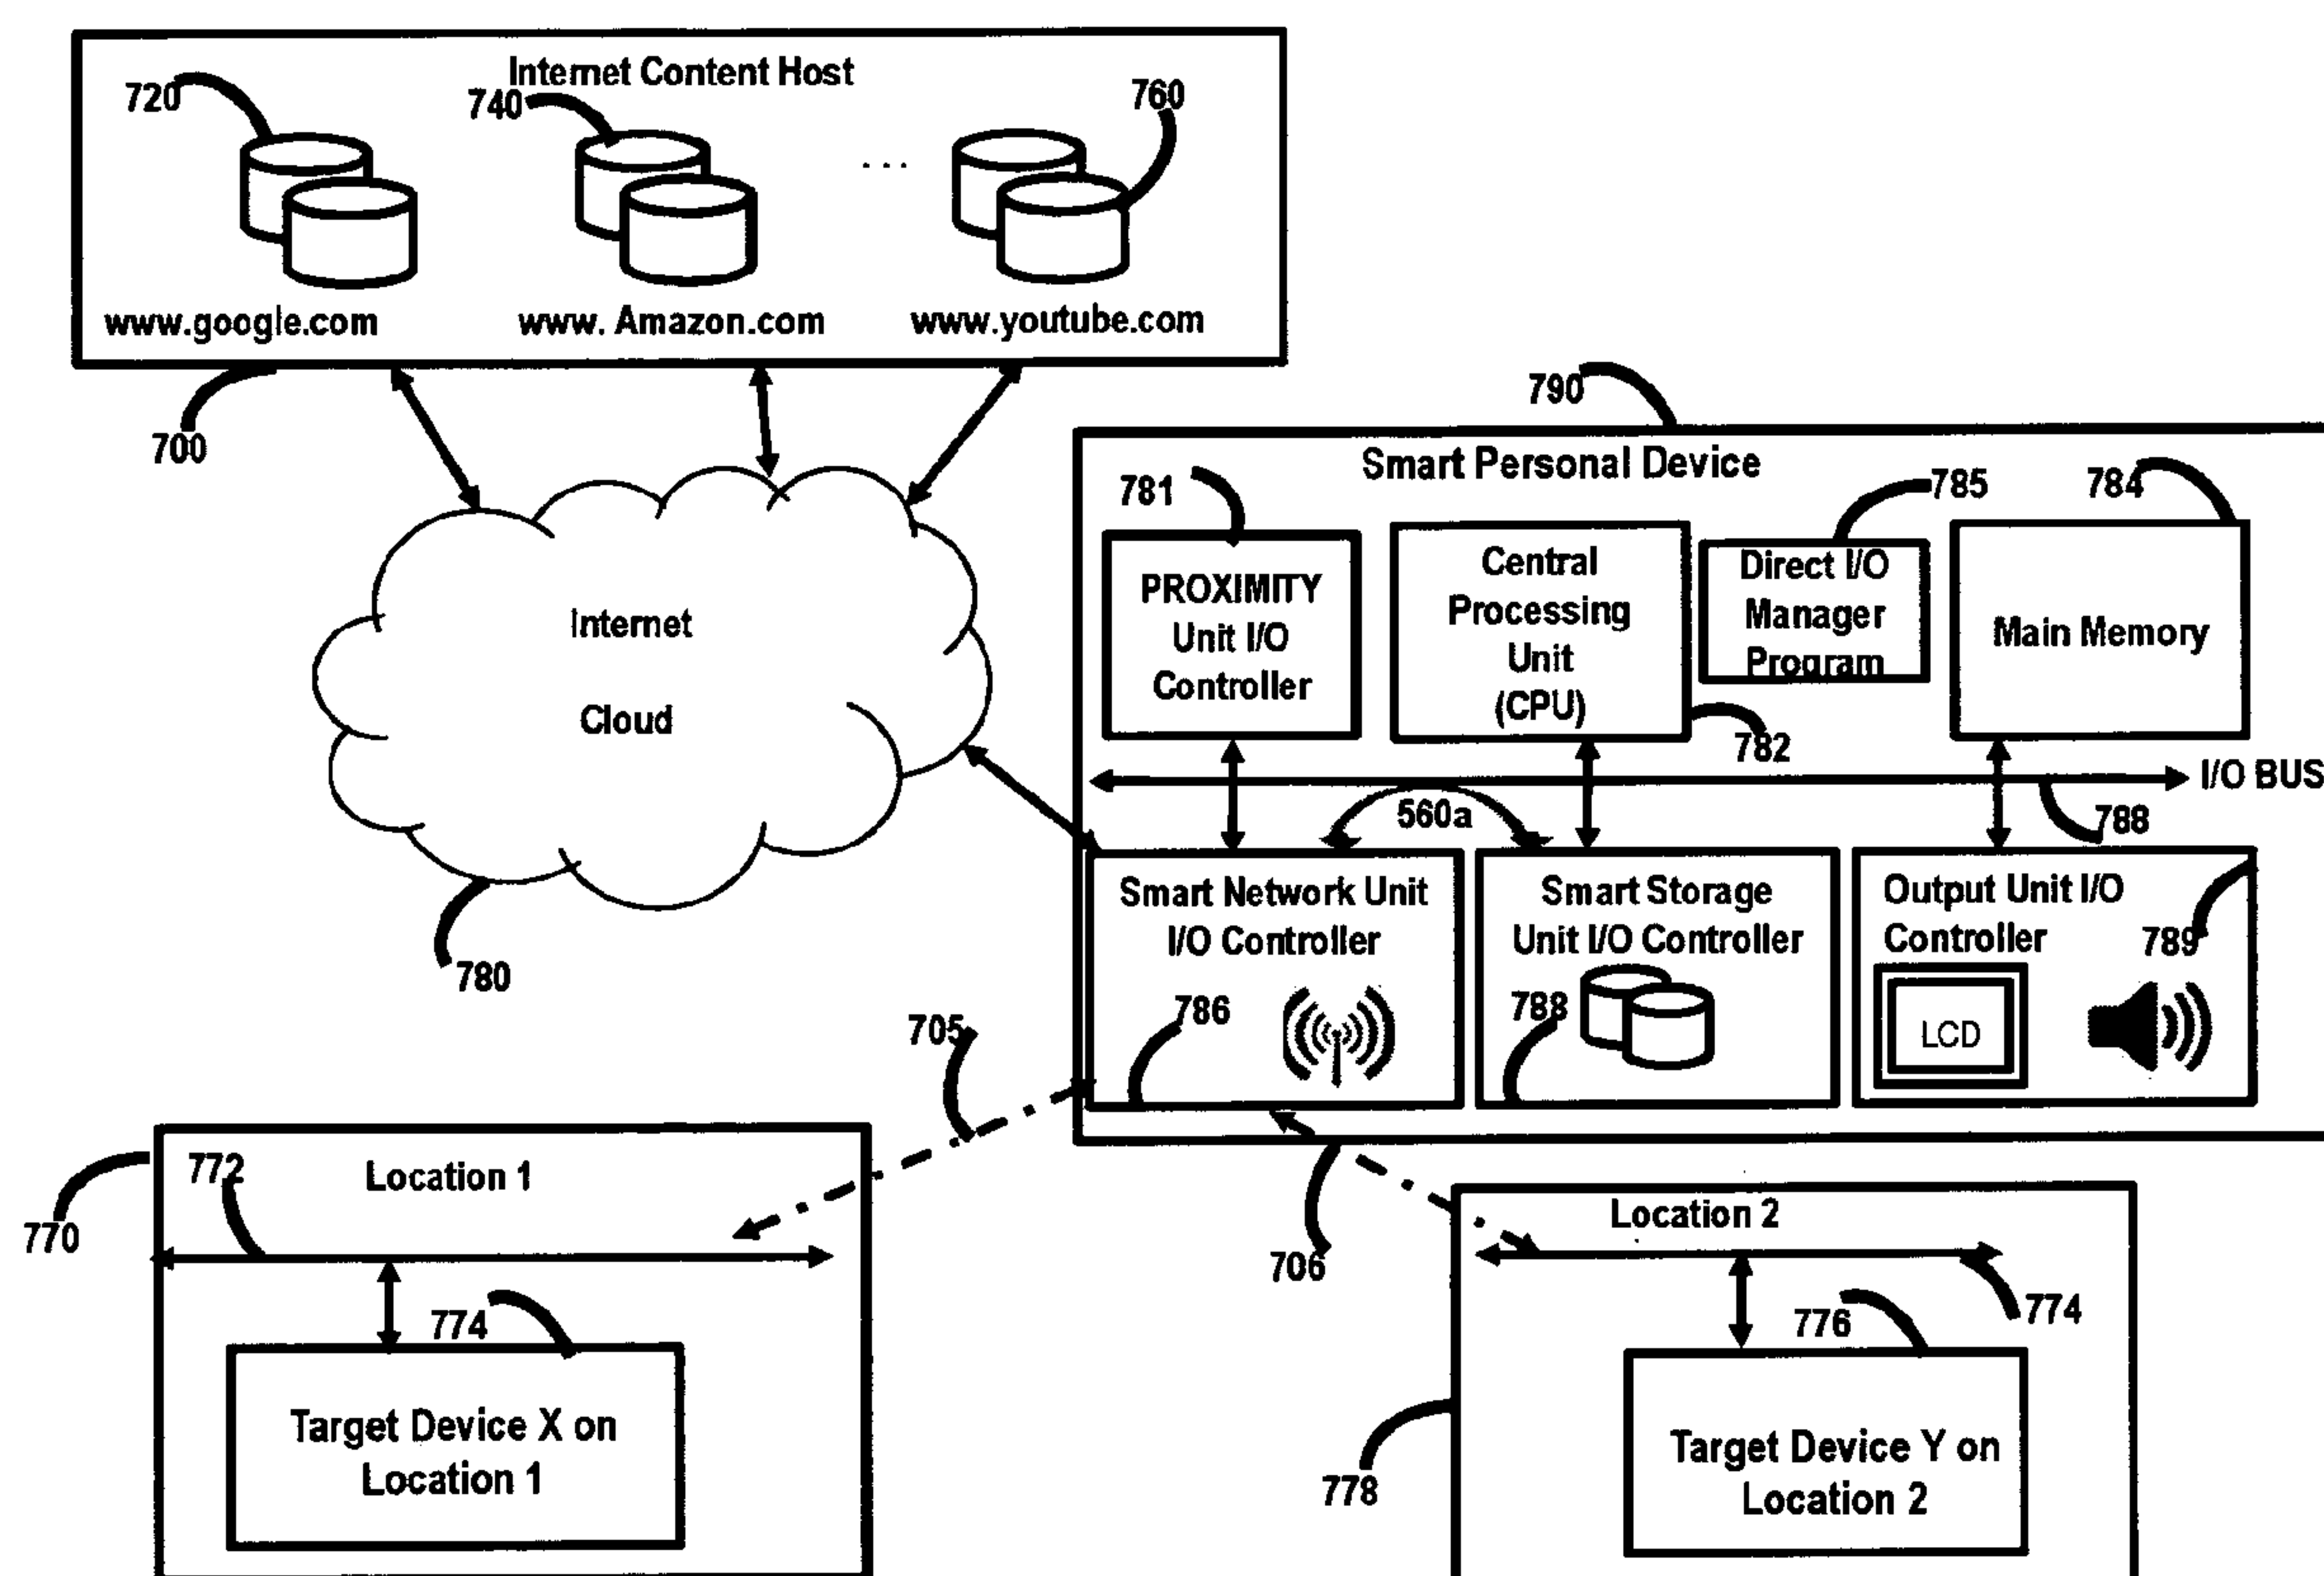 Internet Content Host
720
740
760
...
www.google.com
www. Amazon.com
www.youtube.com
700
790
Smart Personal Device
781
785
784
PROXIMITY
Unit I/O
Controller
Central
Processing
Unit
(CPU)
782
Direct I/O
Manager
Program
Main Memory
Internet
Cloud
780
I/O BUS
560a
788
Smart Network Unit
I/O Controller
786
Smart Storage
Unit I/O Controller
788
Output Unit I/O
Controller
789
LCD
705
706
770
772
Location 1
774
Target Device X on
Location 1
Location 2
774
776
778
Target Device Y on
Location 2